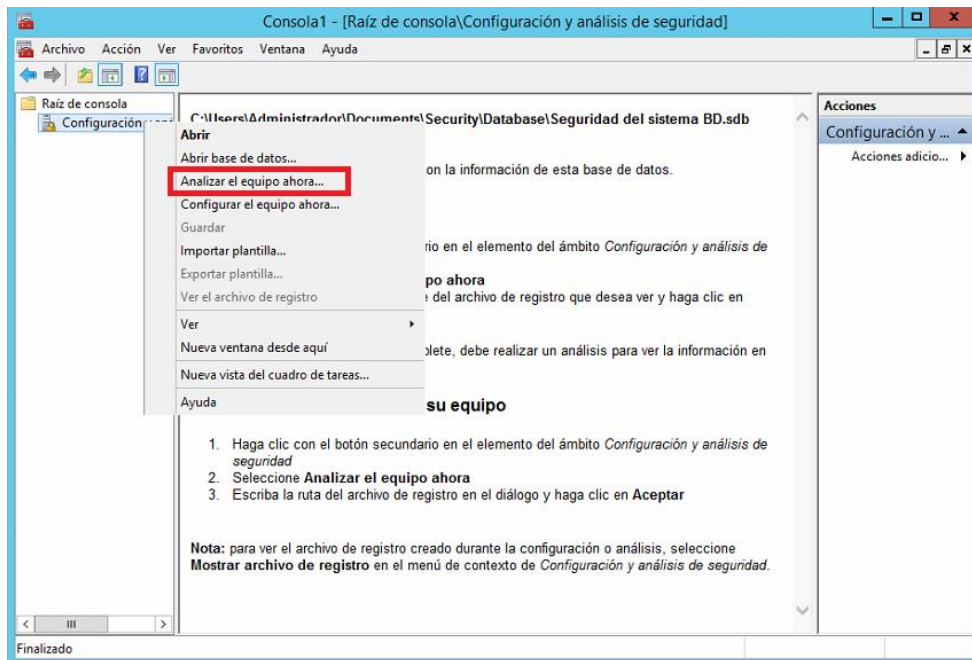 Consola1 - [Raíz de consola\Configuración y análisis de seguridad]
Archivo Acción Ver Favoritos Ventana Ayuda
Raíz de consola
Configuración
C:\Users\Administrador\Documents\Security\Database\Seguridad del sistema BD.sdb
Abrir
Abrir base de datos...
on la información de esta base de datos.
Analizar el equipo ahora...
Configurar el equipo ahora...
Guardar
rio en el elemento del ámbito Configuración y análisis de
Importar plantilla...
Exportar plantilla...
po ahora
Ver el archivo de registro
del archivo de registro que desea ver y haga clic en
Ver
Nueva ventana desde aquí
plete, debe realizar un análisis para ver la información en
Nueva vista del cuadro de tareas...
Ayuda
su equipo
1. Haga clic con el botón secundario en el elemento del ámbito Configuración y análisis de
seguridad
2. Seleccione Analizar el equipo ahora
3. Escriba la ruta del archivo de registro en el diálogo y haga clic en Aceptar
Nota: para ver el archivo de registro creado durante la configuración o análisis, seleccione
Mostrar archivo de registro en el menú de contexto de Configuración y análisis de seguridad.
Acciones
Configuración y ...
Acciones adicio...
Finalizado